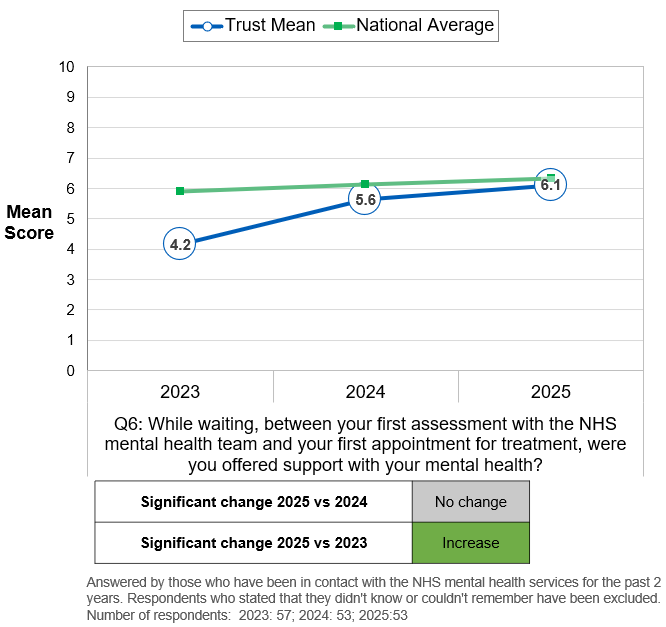 Trust Mean National Average
10
9
8
7
6
5
4
3
2
1
0
Mean
Score
4.2
5.6
6.1
2023 2024 2025
Q6: While waiting, between your first assessment with the NHS
mental health team and your first appointment for treatment, were
you offered support with your mental health?
Significant change 2025 vs 2024 No change
Significant change 2025 vs 2023 Increase
Answered by those who have been in contact with the NHS mental health services for the past 2
years. Respondents who stated that they didn't know or couldn't remember have been excluded.
Number of respondents: 2023: 57; 2024: 53; 2025:53